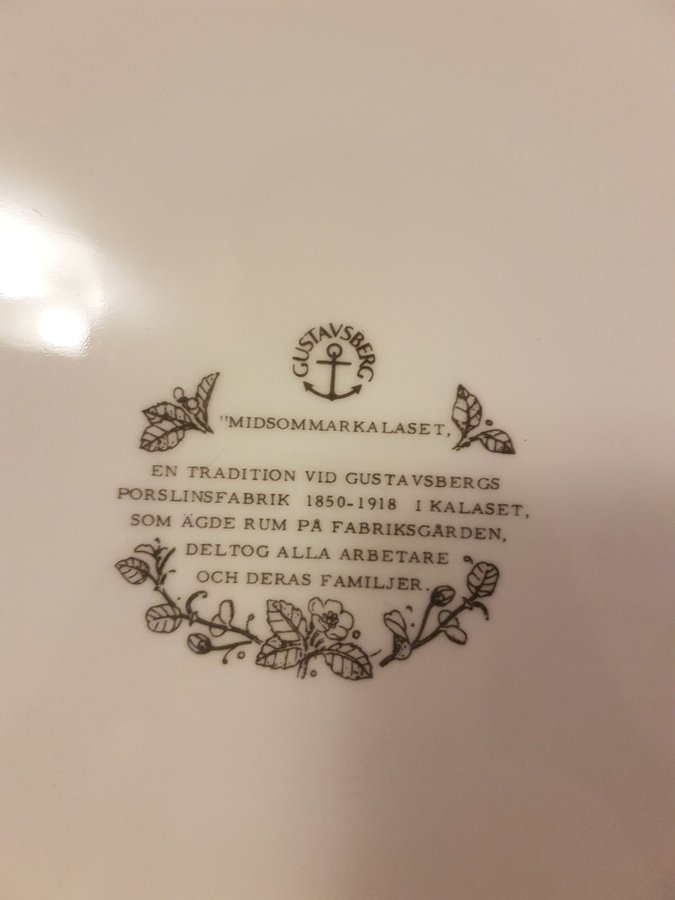 GUSTAVSBERG
"MIDSOMMARKALASET,
EN TRADITION VID GUSTAVSBERGS
PORSLINSFABRIK 1850-1918 I KALASET,
SOM ÄGDE RUM PÅ FABRIKSGÅRDEN,
DELTOG ALLA ARBETARE
OCH DERAS FAMILJER.